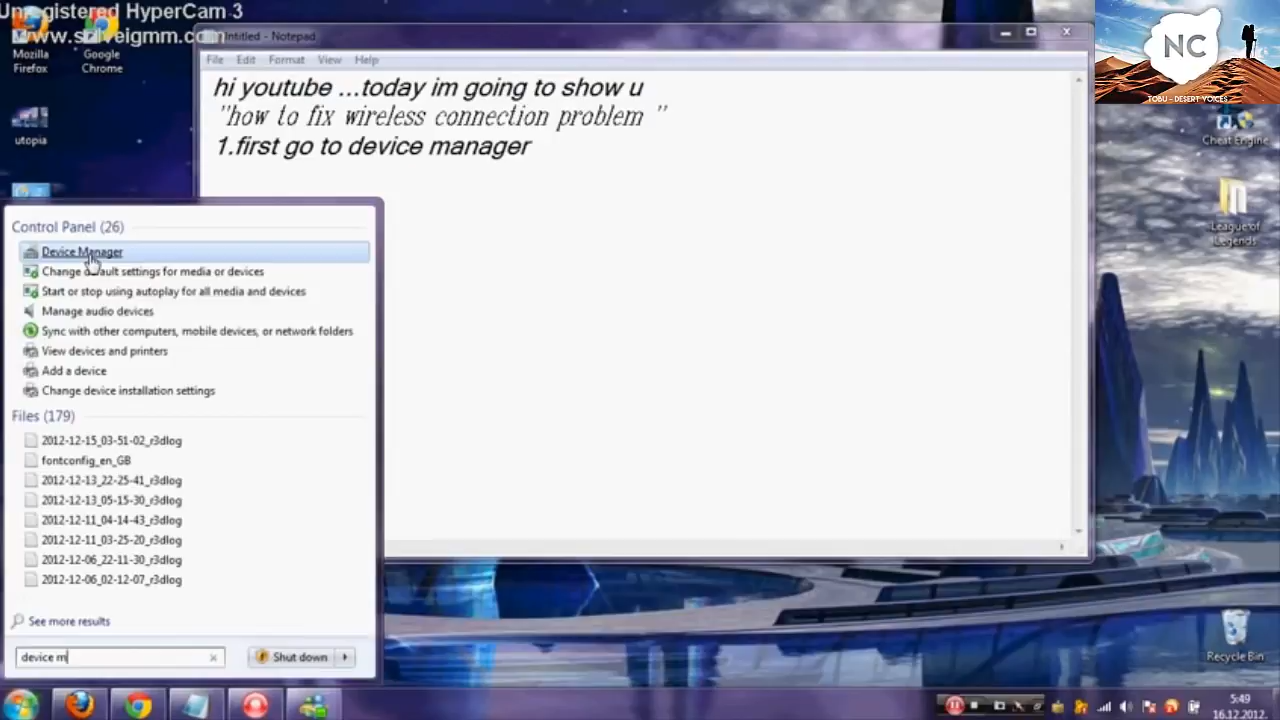 Unregistered HyperCam 3
www.solveigmm.com
Mozilla
Firefox
Google
Chrome
utopia
Untitled - Notepad
File Edit Format View Help
hi youtube ...today im going to show u
"how to fix wireless connection problem "
1.first go to device manager
NC
TOBU - DESERT VOICES
Cheat Engine
League of
Legends
Control Panel (26)
Device Manager
Change default settings for media or devices
Start or stop using autoplay for all media and devices
Manage audio devices
Sync with other computers, mobile devices, or network folders
View devices and printers
Add a device
Change device installation settings
Files (179)
2012-12-15_03-51-02_r3dlog
fontconfig_en_GB
2012-12-13_22-25-41_r3dlog
2012-12-13_05-15-30_r3dlog
2012-12-11_04-14-43_r3dlog
2012-12-11_03-25-20_r3dlog
2012-12-06_22-11-30_r3dlog
2012-12-06_02-12-07_r3dlog
See more results
device m
Shut down
Recycle Bin
5:49
16.12.2012